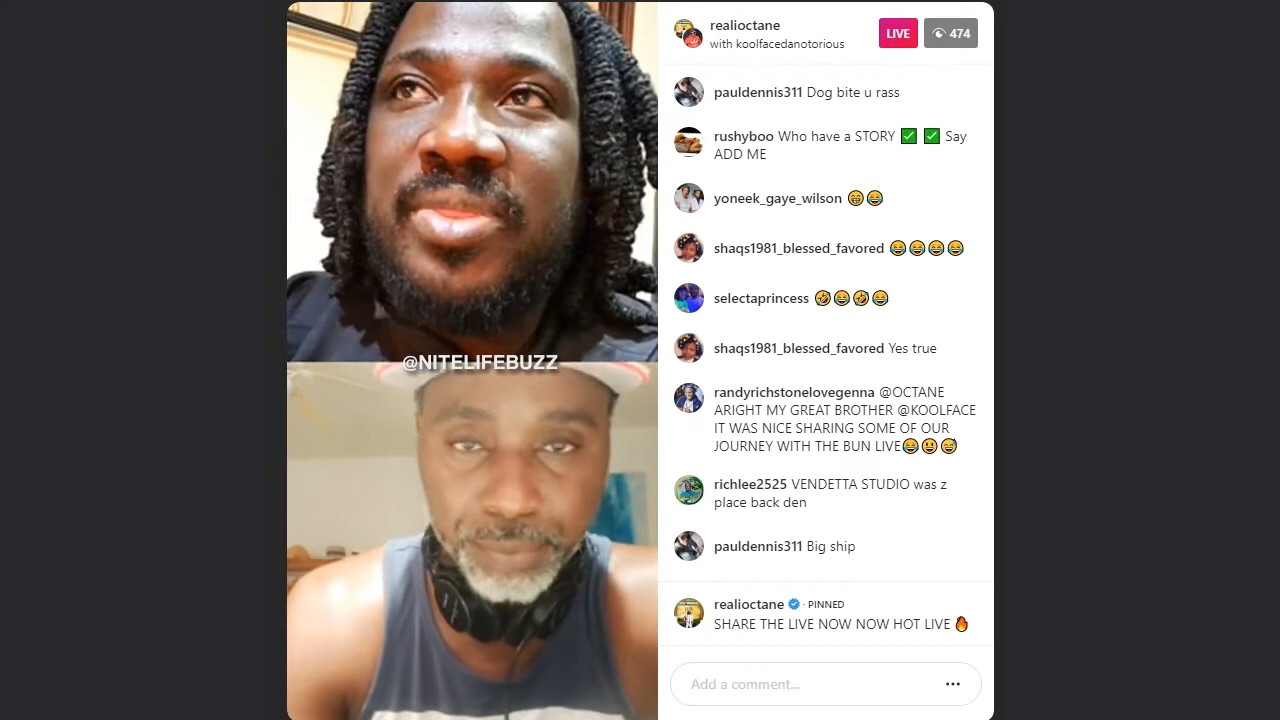 realioctane
with koolfacedanotorious
LIVE
474
pauldennis311 Dog bite u rass
rushyboo Who have a STORY ✅ ✅ Say
ADD ME
yoneek_gaye_wilson 😁😂
shaqs1981_blessed_favored 😂😂😂😂
selectaprincess 🤣😂🤣😂
shaqs1981_blessed_favored Yes true
randyrichstonelovegenna @OCTANE
ARIGHT MY GREAT BROTHER @KOOLFACE
IT WAS NICE SHARING SOME OF OUR
JOURNEY WITH THE BUN LIVE😂😃😅
richlee2525 VENDETTA STUDIO was z
place back den
pauldennis311 Big ship
realioctane · PINNED
SHARE THE LIVE NOW NOW HOT LIVE 🔥
Add a comment...
@NITELIFEBUZZ